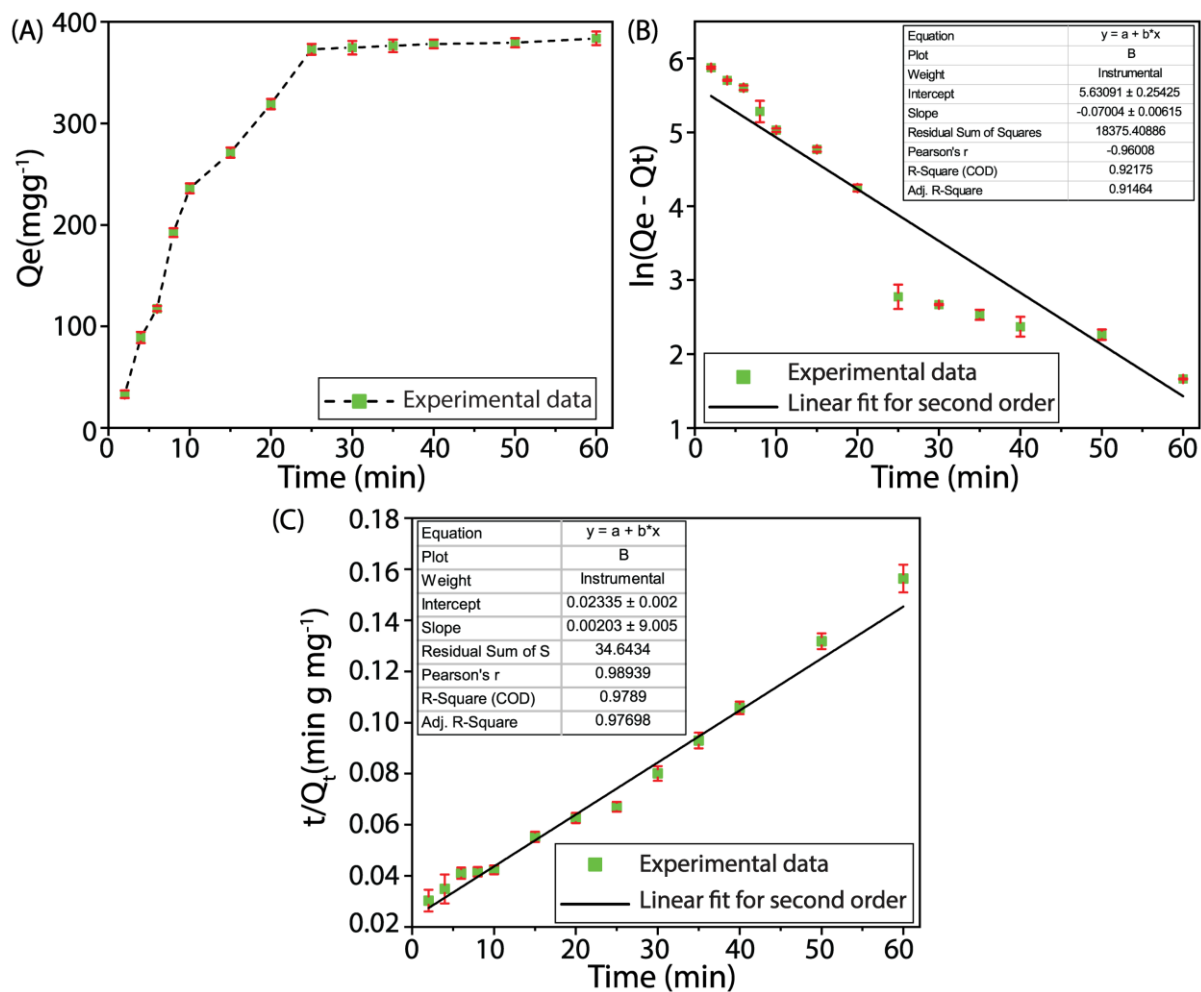 (A)
400
300
200
100
0
Qe(mgg⁻¹)
0 10 20 30 40 50 60
Time (min)
Experimental data
(B)
6
5
4
3
2
1
ln(Qe - Qt)
0 10 20 30 40 50 60
Time (min)
Equation y = a + b*x
Plot B
Weight Instrumental
Intercept 5.63091 ± 0.25425
Slope -0.07004 ± 0.00615
Residual Sum of Squares 18375.40886
Pearson's r -0.96008
R-Square (COD) 0.92175
Adj. R-Square 0.91464
Experimental data
Linear fit for second order
(C)
0.18
0.16
0.14
0.12
0.10
0.08
0.06
0.04
0.02
t/Qₜ(min g mg⁻¹)
0 10 20 30 40 50 60
Time (min)
Equation y = a + b*x
Plot B
Weight Instrumental
Intercept 0.02335 ± 0.002
Slope 0.00203 ± 9.005
Residual Sum of S 34.6434
Pearson's r 0.98939
R-Square (COD) 0.9789
Adj. R-Square 0.97698
Experimental data
Linear fit for second order